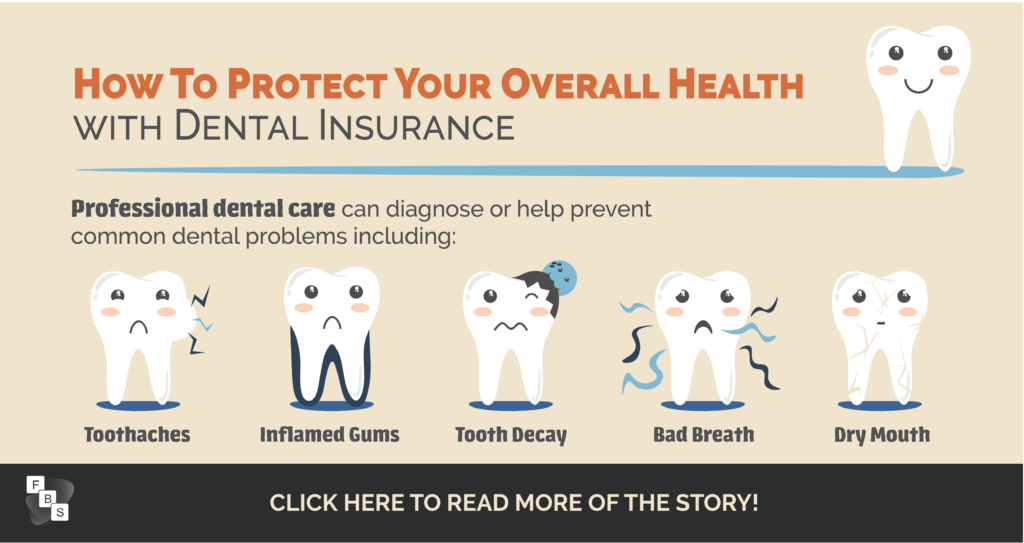 How To Protect Your Overall Health
with Dental Insurance
Professional dental care can diagnose or help prevent
common dental problems including:
Toothaches
Inflamed Gums
Tooth Decay
Bad Breath
Dry Mouth
F
B
S
CLICK HERE TO READ MORE OF THE STORY!